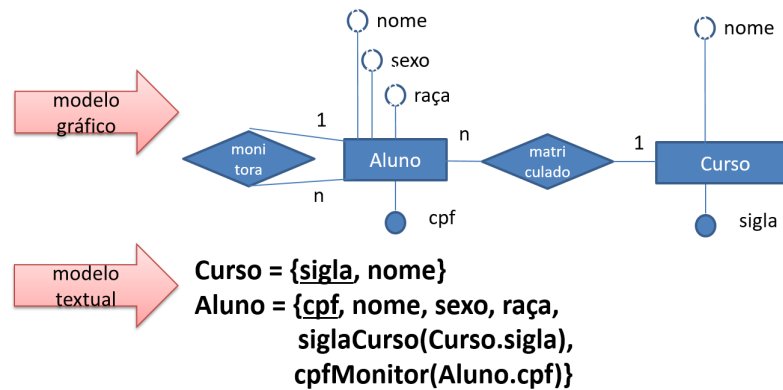 nome
sexo
raça
nome
modelo
gráfico
1
n
moni
tora
Aluno
n
matri
culado
1
Curso
cpf
sigla
modelo
textual
Curso = {sigla, nome}
Aluno = {cpf, nome, sexo, raça,
siglaCurso(Curso.sigla),
cpfMonitor(Aluno.cpf)}